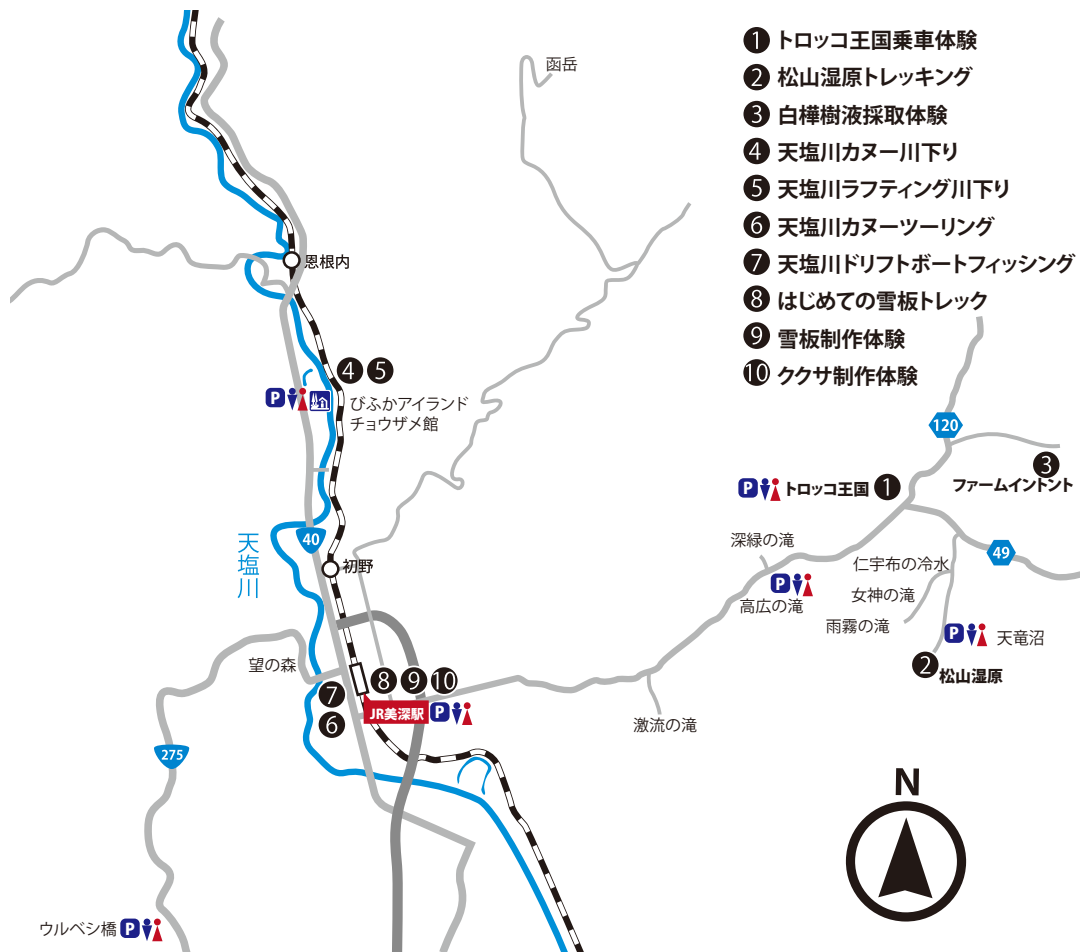 1 トロッコ王国乗車体験
2 松山湿原トレッキング
3 白樺樹液採取体験
4 天塩川カヌー川下り
5 天塩川ラフティング川下り
6 天塩川カヌーツーリング
7 天塩川ドリフトボートフィッシング
8 はじめての雪板トレック
9 雪板制作体験
10 ククサ制作体験
函岳
恩根内
4 5
P
びふかアイランド
チョウザメ館
120
3
ファームイントント
P トロッコ王国 1
天塩川
40
初野
深緑の滝
P
高広の滝
49
仁宇布の冷水
女神の滝
雨霧の滝
P 天竜沼
2 松山湿原
望の森
7
6
8 9 10
JR美深駅 P
激流の滝
275
N
ウルベシ橋 P